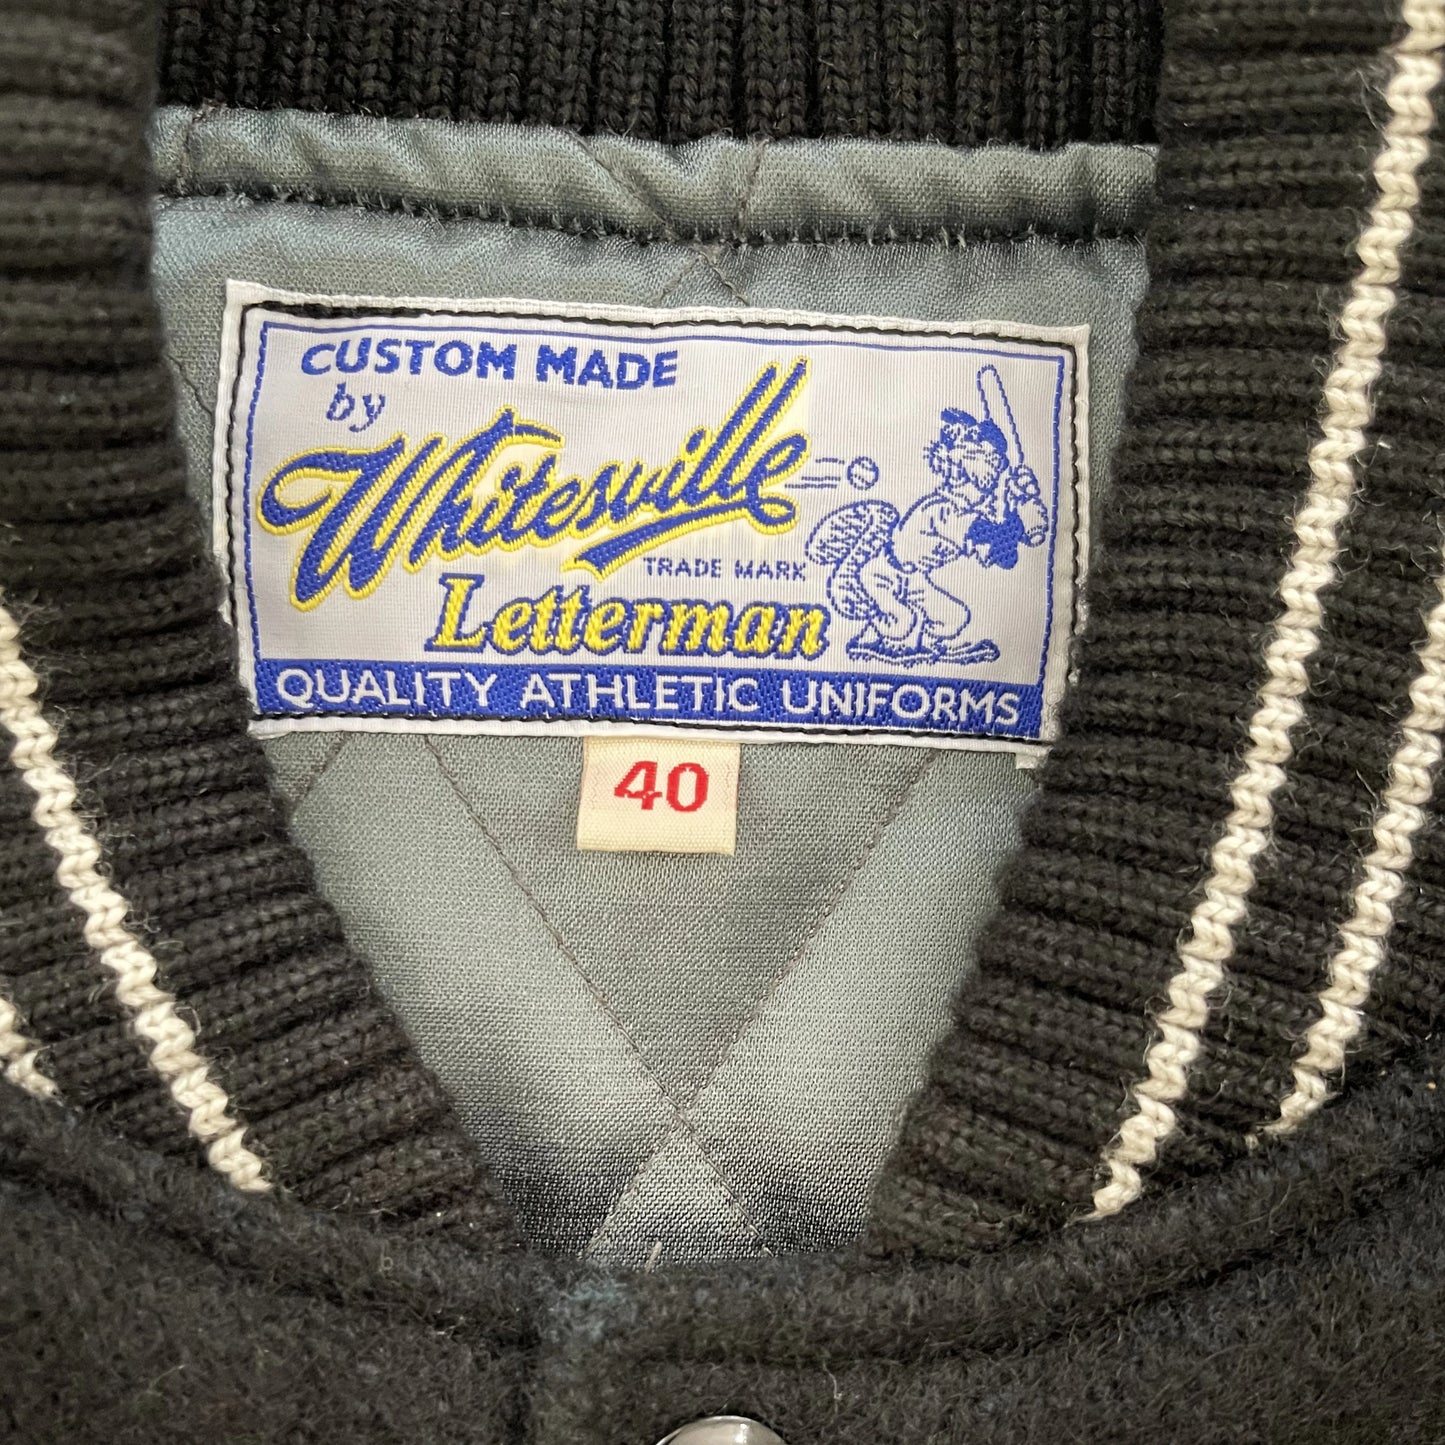 CUSTOM MADE
by
Whitesville
TRADE MARK
Letterman
QUALITY ATHLETIC UNIFORMS
40